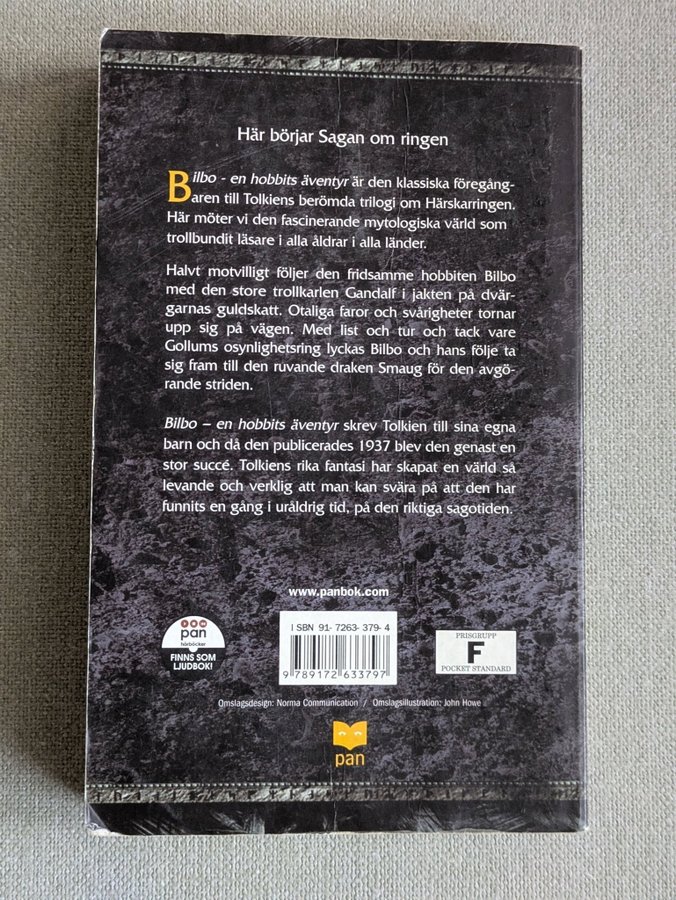 Här börjar Sagan om ringen
Bilbo - en hobbits äventyr är den klassiska föregång-
aren till Tolkiens berömda trilogi om Härskarringen.
Här möter vi den fascinerande mytologiska värld som
trollbundit läsare i alla åldrar i alla länder.
Halvt motvilligt följer den fridsamme hobbiten Bilbo
med den store trollkarlen Gandalf i jakten på dvär-
garnas guldskatt. Otaliga faror och svårigheter tornar
upp sig på vägen. Med list och tur och tack vare
Gollums osynlighetsring lyckas Bilbo och hans följe ta
sig fram till den ruvande draken Smaug för den avgö-
rande striden.
Bilbo – en hobbits äventyr skrev Tolkien till sina egna
barn och då den publicerades 1937 blev den genast en
stor succé. Tolkiens rika fantasi har skapat en värld så
levande och verklig att man kan svära på att den har
funnits en gång i uråldrig tid, på den riktiga sagotiden.
www.panbok.com
pan
hörböcker
FINNS SOM
LJUDBOK!
ISBN 91-7263-379-4
9 789172 633797
PRISGRUPP
F
POCKET STANDARD
Omslagsdesign: Norma Communication / Omslagsillustration: John Howe
pan